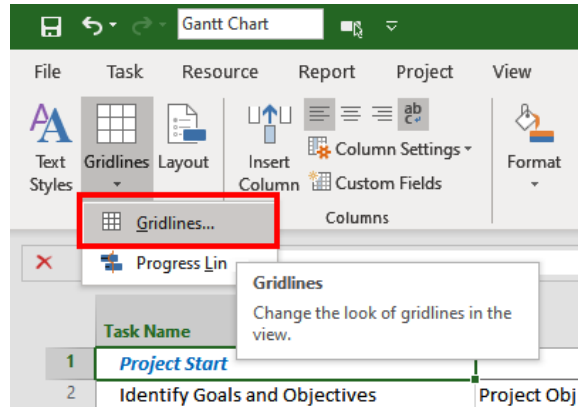 Gantt Chart
File Task Resource Report Project View
Text Styles
Gridlines
Layout
Insert Column
ab
c
Column Settings
Custom Fields
Format
Columns
Gridlines...
Progress Lin
Gridlines
Change the look of gridlines in the
view.
Task Name
1 Project Start
2 Identify Goals and Objectives Project Obj